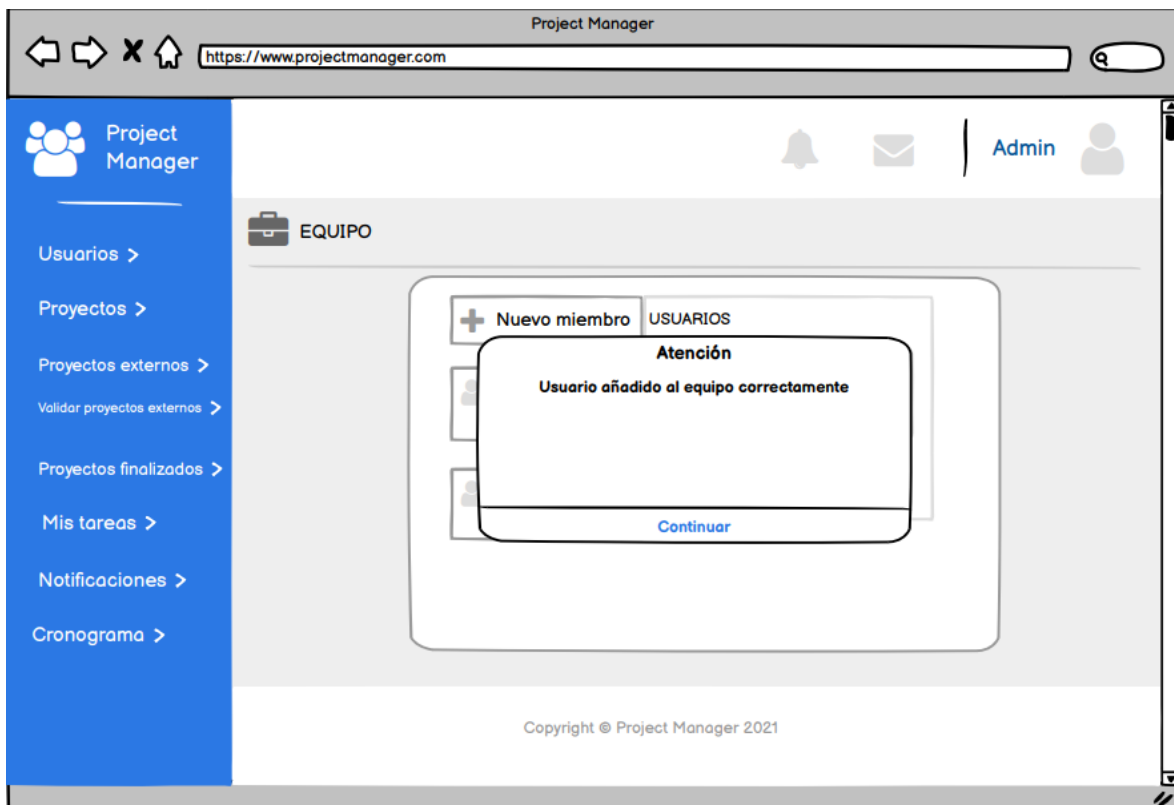 Project Manager
https://www.projectmanager.com
Project
Manager
Admin
EQUIPO
Usuarios >
Proyectos >
Proyectos externos >
Validar proyectos externos >
Proyectos finalizados >
Mis tareas >
Notificaciones >
Cronograma >
Nuevo miembro
USUARIOS
Atención
Usuario añadido al equipo correctamente
Continuar
Copyright © Project Manager 2021